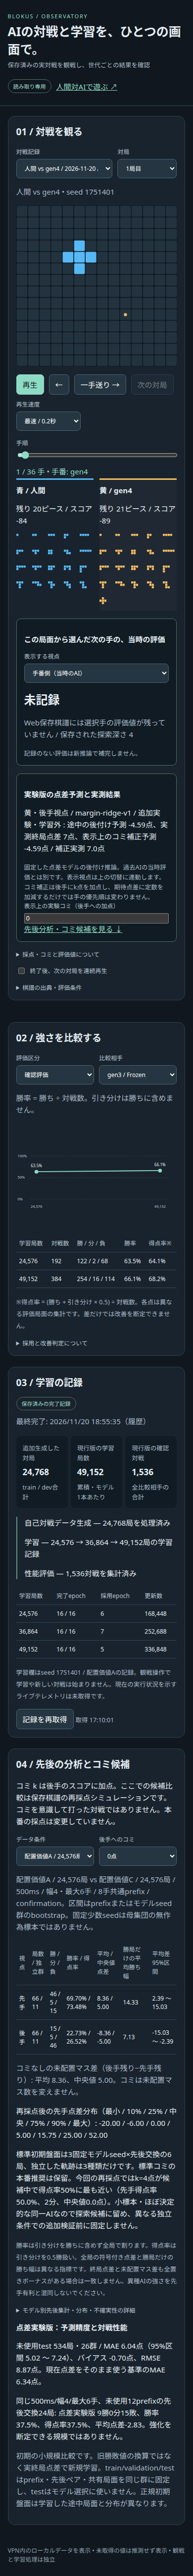 BLOKUS / OBSERVATORY
AIの対戦と学習を、ひとつの画
面で。
保存済みの実対戦を観戦し、世代ごとの結果を確認
読み取り専用
人間対AIで遊ぶ ↗
01 / 対戦を観る
対戦記録
対局
人間 vs gen4 / 2026-11-20
1局目
人間 vs gen4 • seed 1751401
再生
←
一手送り →
次の対局
再生速度
最速 / 0.2秒
手順
1 / 36 手・手番: gen4
青 / 人間
残り 20ピース / スコア
-84
黄 / gen4
残り 21ピース / スコア
-89
この局面から選んだ次の手、当時の評価
表示する視点
手番側（当時のAI）
未記録
Web保存棋譜には選択手の評価値が残って
いません / 保存された探索深さ 4
記録のない評価は新推論で補完しません。
実験版の点差予測と実測結果
黄・後手視点 / margin-ridge-v1 / 追加実
験・学習外 : 途中の後付け予測 -4.59点、実
測終局点差 7.0点、表示上のコミ補正予測
-4.59点 / 補正実測 7.0点
固定した点差モデルの後付け推論。過去AIの当時評
価とは別です。表示視点は上の切替に連動します。
コミ補正は後手にk点を加点し、期待点差に定数を
加減するだけでは手の優先順は変わりません。
表示上の実験コミ（後手への加点）
0
先後分析・コミ候補を見る ↓
▸ 採点・コミと評価値について
終了後、次の対局を連続再生
▸ 棋譜の出典・評価条件
02 / 強さを比較する
評価区分
比較相手
確認評価
gen3 / Frozen
勝率 = 勝ち ÷ 対戦数。引き分けは勝ちに含めま
せん。
100%
50%
0%
63.5%
66.1%
24,576
49,152
学習局数 対戦数 勝 / 分 / 負 勝率 得点率※
24,576 192 122 / 2 / 68 63.5% 64.1%
49,152 384 254 / 16 / 114 66.1% 68.2%
※得点率 = (勝ち + 引き分け × 0.5) ÷ 対戦数。各点は異な
る評価局面の集計です。差だけでは改善を断定できませ
ん。
▸ 採用と改善判定について
03 / 学習の記録
保存済みの完了記録
最終完了: 2026/11/20 18:55:35（履歴）
追加生成した
対局
24,768
train / dev合
計
現行版の学習
局数
49,152
累積・モデル
1本あたり
現行版の確認対
戦
1,536
全比較相手の
合計
自己対戦データ生成 — 24,768局を処理済み
学習 — 24,576 → 36,864 → 49,152局の学習
記録
性能評価 — 1,536対戦を集計済み
学習局数 完了epoch 採用epoch 更新数
24,576 16 / 16 6 168,448
36,864 16 / 16 7 252,688
49,152 16 / 16 5 336,848
学習欄はseed 1751401 / 配置価値Aの記録。観戦操作で
学習や新しい対戦は始まりません。現在の実行状況を示す
ライブテレメトリは未取得です。
記録を再取得
取得 17:10:01
04 / 先後の分析とコミ候補
コミ k は後手のスコアに加点。ここでの候補比
較は保存棋譜の再採点シミュレーションです。
コミを意識して打った対戦ではありません。本
番の採点は変更していません。
データ条件
後手へのコミ
配置価値A / 24,576局
0点
配置価値A / 24,576局 vs 配置価値C / 24,576局 /
500ms / 幅4・最大6手 / 8手共通prefix /
confirmation。区間はprefixまたはモデルseed
群のbootstrap。固定少数seedは母集団の無作
為標本ではありません。
視点 局数 / 独立群 勝 / 分 / 負 勝率 / 得点率 平均 / 中央値点差 勝局だけの平均勝ち幅 平均差95%区間
先手 66 / 11 46 / 5 / 15 69.70% / 73.48% 8.36 / 5.00 14.33 2.39 〜 15.03
後手 66 / 11 15 / 5 / 46 22.73% / 26.52% -8.36 / -5.00 7.13 -15.03 〜 -2.39
コミなしの未配置マス差（後手残り−先手残
り）: 平均 8.36、中央値 5.00。コミは未配置マ
ス数を変えません。
再採点後の先手点差分布（最小 / 10% / 25% / 中
央 / 75% / 90% / 最大）: -20.00 / -6.00 / 0.00 /
5.00 / 15.75 / 25.00 / 52.00
標準初期盤面は3固定モデルseed×先後交換の6
局、独立した軌跡は3種類だけです。標準コミの
本番推奨は保留。今回の再採点ではk=4点が候
補中で得点率50%に最も近い（先手得点率
50.0%、2分、中央値0.0点）。小標本・ほぼ決定
的な同一AIなので探索候補に留め、異なる独立
条件での追加検証前に固定しません。
勝率は引き分けを勝ちに含めず全局で割ります。得点率は
引き分けを0.5勝扱い。全局の符号付き点差と勝局だけの
勝ち幅は異なる指標です。終局点差と未配置マス差も全置
きボーナスがある場合は一致しません。異種AIの強さを先
手有利と混同しないでください。
▸ モデル別先後集計・分布・不確実性の詳細
点差実験版：予測精度と対戦性能
未使用test 534局・26群 / MAE 6.04点（95%区
間 5.02 〜 7.24）、バイアス -0.70点、RMSE
8.87点。現在点差をそのまま使う基準のMAE
6.34点。
同じ500ms/幅4/最大6手、未使用12prefixの先
後交換24局: 点差実験版 9勝0分15敗、勝率
37.5%、得点率37.5%、平均点差-2.83。強化を
断定できる規模ではありません。
初期の小規模比較です。旧勝敗値の換算ではな
く実終局点差で新規学習。train/validation/test
はprefix・先後ペア・共有局面を同じ群に固定
し、testはモデル選択に使いません。正規初期
盤面は学習した途中局面と分布が異なります。
VPN内のローカルデータを表示・未取得の値は推測せず表示・観戦
と学習処理は独立